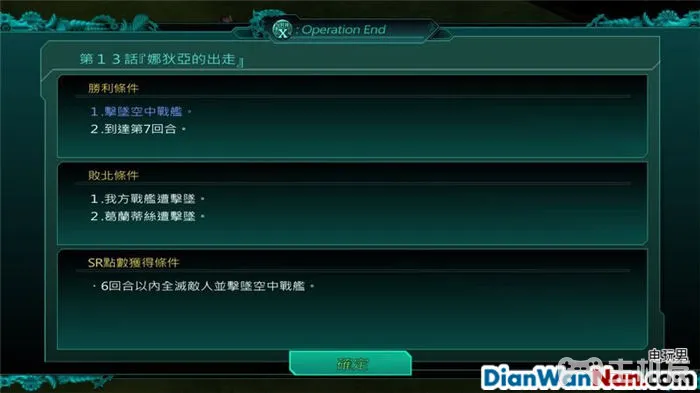 X : Operation End
第13話『娜狄亞的出走』
勝利條件
1.擊墜空中戰艦。
2.到達第7回合。
敗北條件
1.我方戰艦遭擊墜。
2.葛蘭蒂絲遭擊墜。
SR點數獲得條件
·6回合以內全滅敵人並擊墜空中戰艦。
確定
电玩男
DianWanNan.com